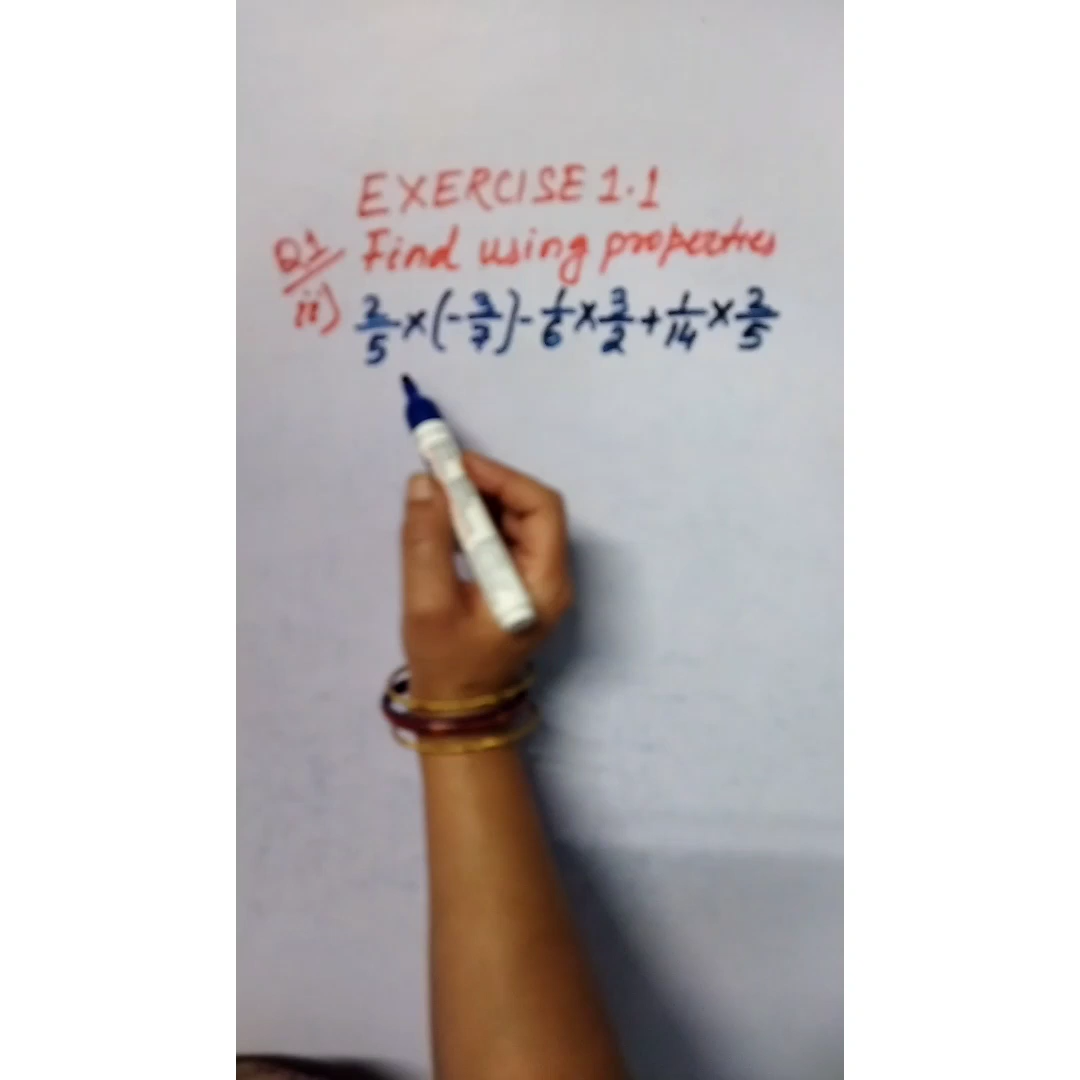 EXERCISE 1.1
Q1 Find using properties
ii) 2/5 × (-3/7) - 1/6 × 3/2 + 1/14 × 2/5